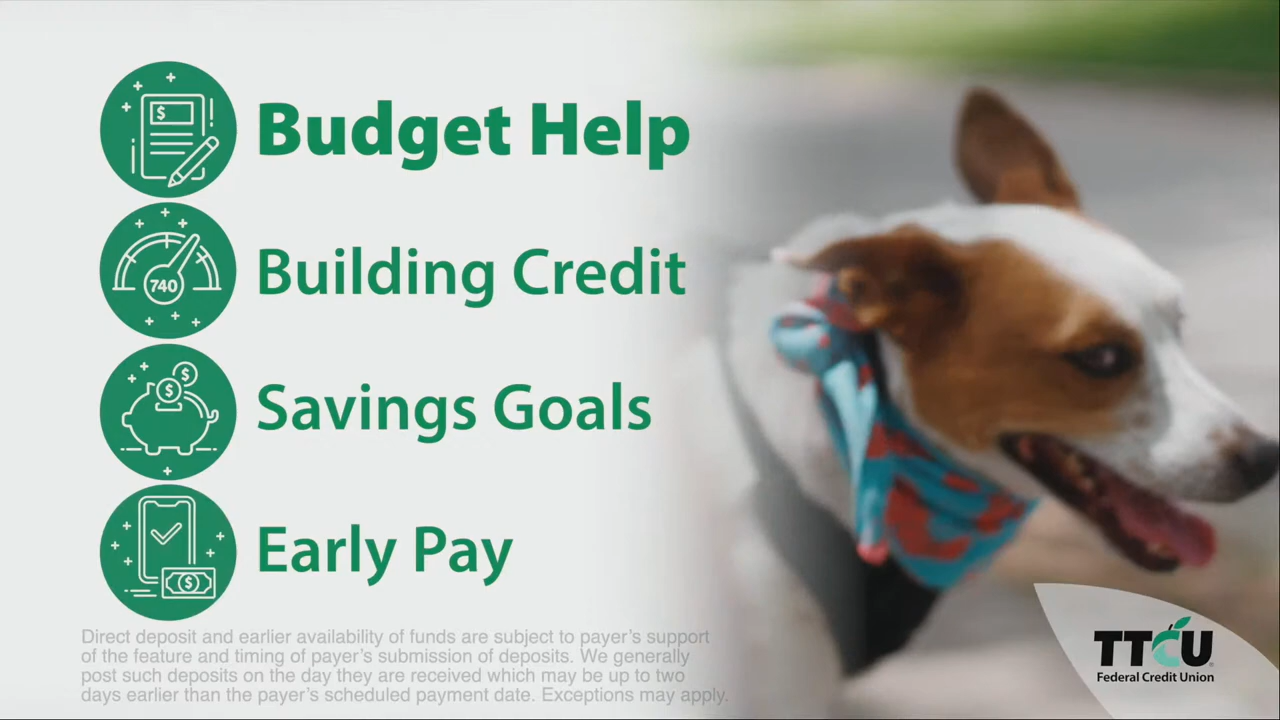 $
Budget Help
740
Building Credit
$
$
Savings Goals
$
Early Pay
Direct deposit and earlier availability of funds are subject to payer's support
of the feature and timing of payer's submission of deposits. We generally
post such deposits on the day they are received which may be up to two
days earlier than the payer's scheduled payment date. Exceptions may apply.
TTCU
Federal Credit Union